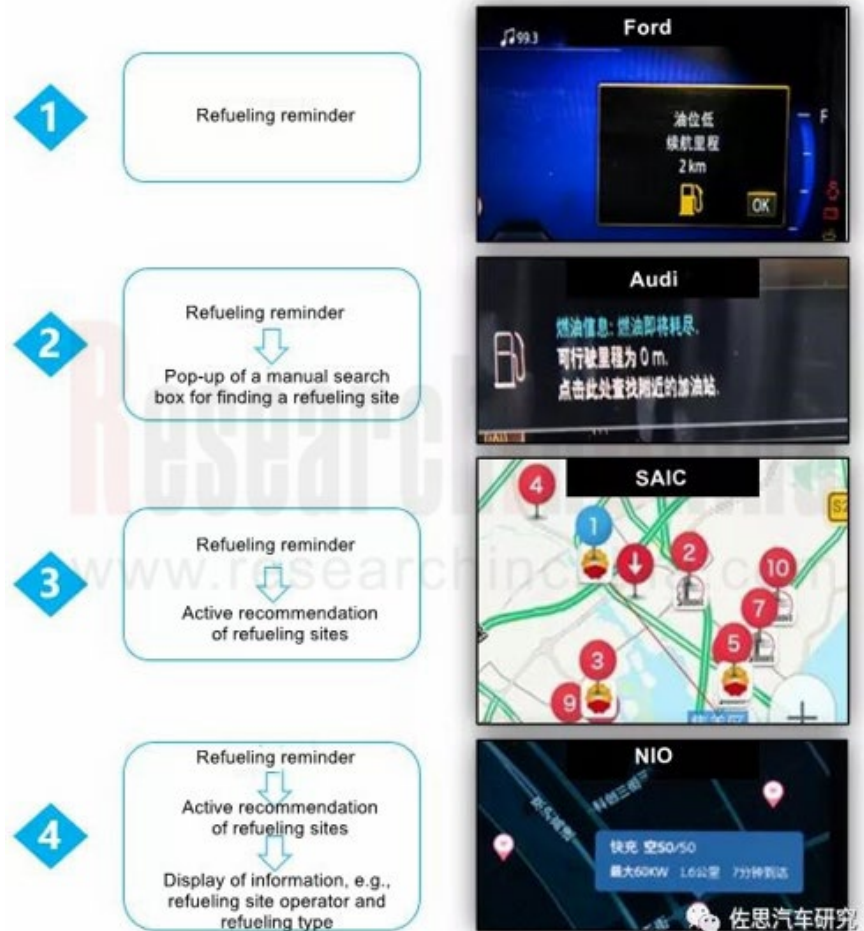 1
Refueling reminder
Ford
99.3
油位低
续航里程
2 km
F
OK
2
Refueling reminder
Pop-up of a manual search
box for finding a refueling site
Audi
燃油信息: 燃油即将耗尽.
可行驶里程为 0 m.
点击此处查找附近的加油站.
3
Refueling reminder
Active recommendation
of refueling sites
SAIC
4
1
2
10
7
5
3
9
www.researchinchina.com
4
Refueling reminder
Active recommendation
of refueling sites
Display of information, e.g.,
refueling site operator and
refueling type
NIO
快充 空50/50
最大60KW 1.6公里 7分钟到达
佐思汽车研究